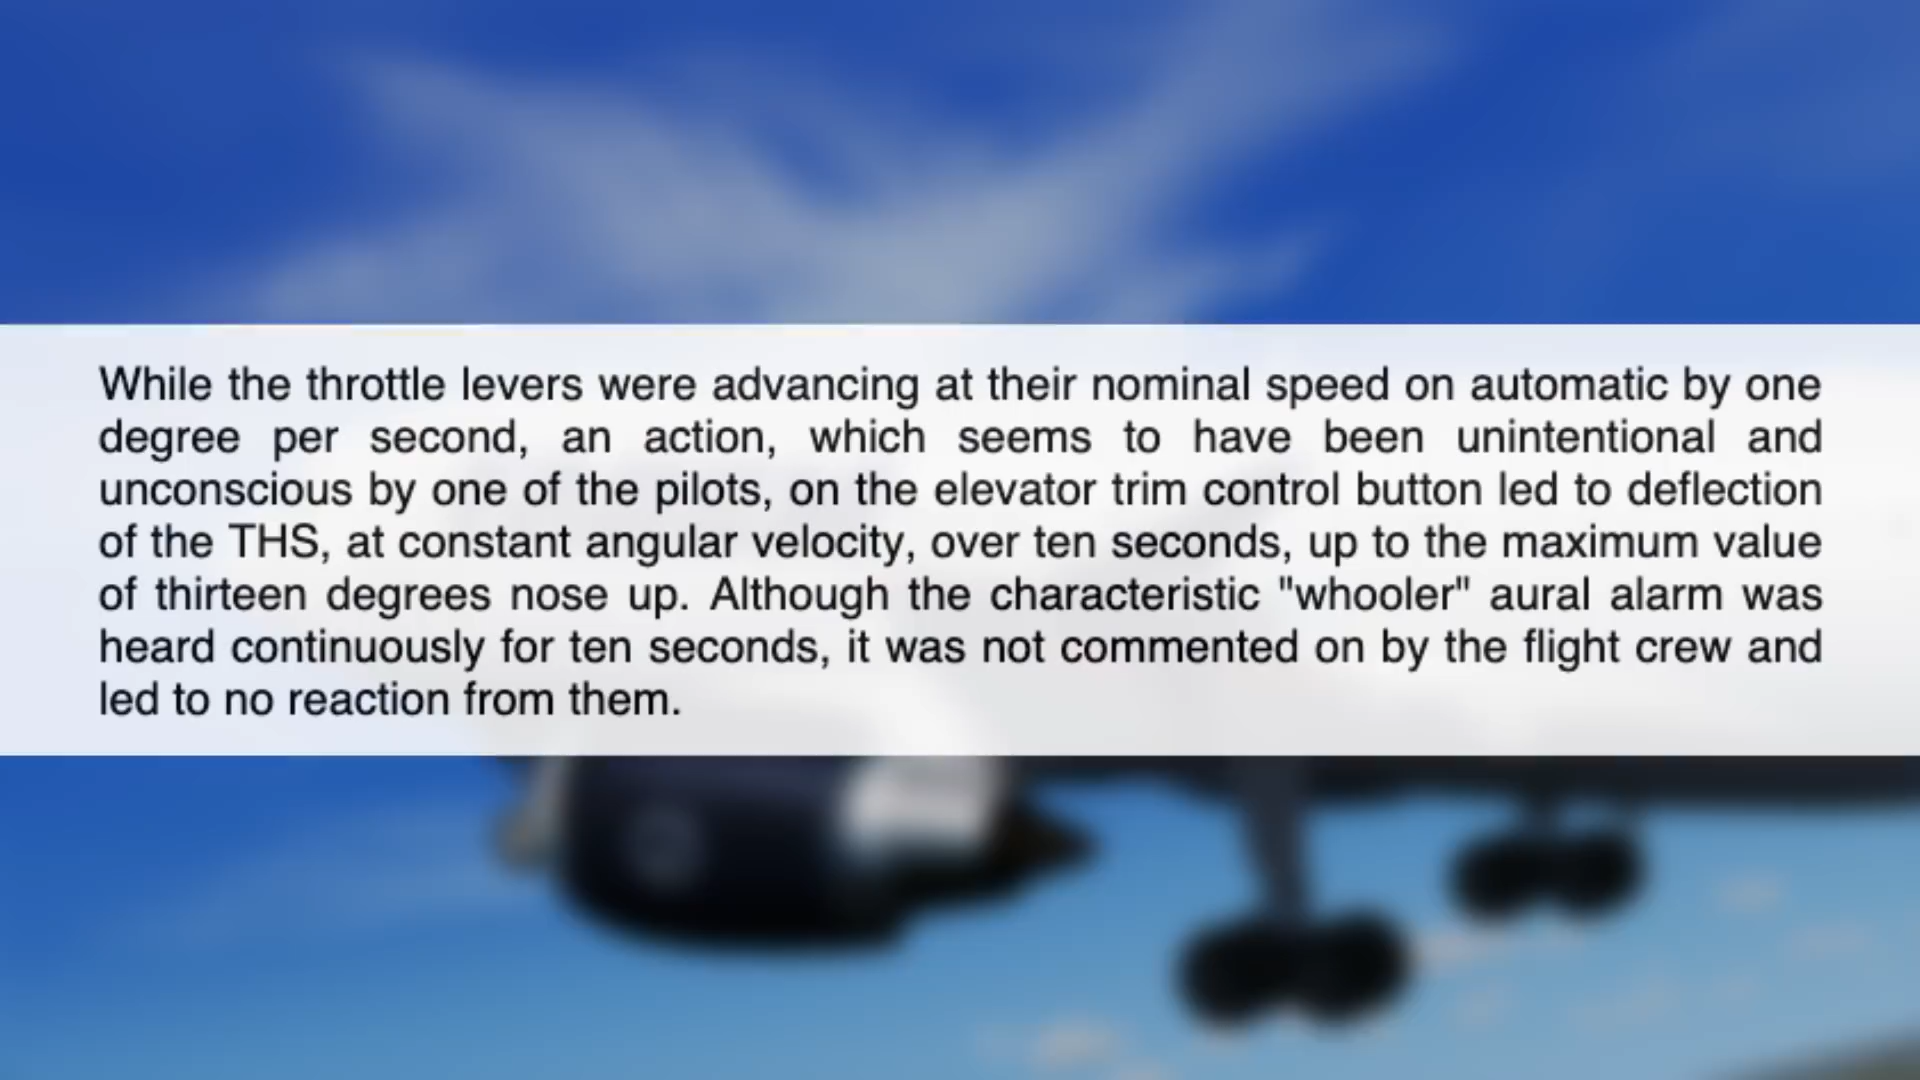 While the throttle levers were advancing at their nominal speed on automatic by one
degree per second, an action, which seems to have been unintentional and
unconscious by one of the pilots, on the elevator trim control button led to deflection
of the THS, at constant angular velocity, over ten seconds, up to the maximum value
of thirteen degrees nose up. Although the characteristic "whooler" aural alarm was
heard continuously for ten seconds, it was not commented on by the flight crew and
led to no reaction from them.